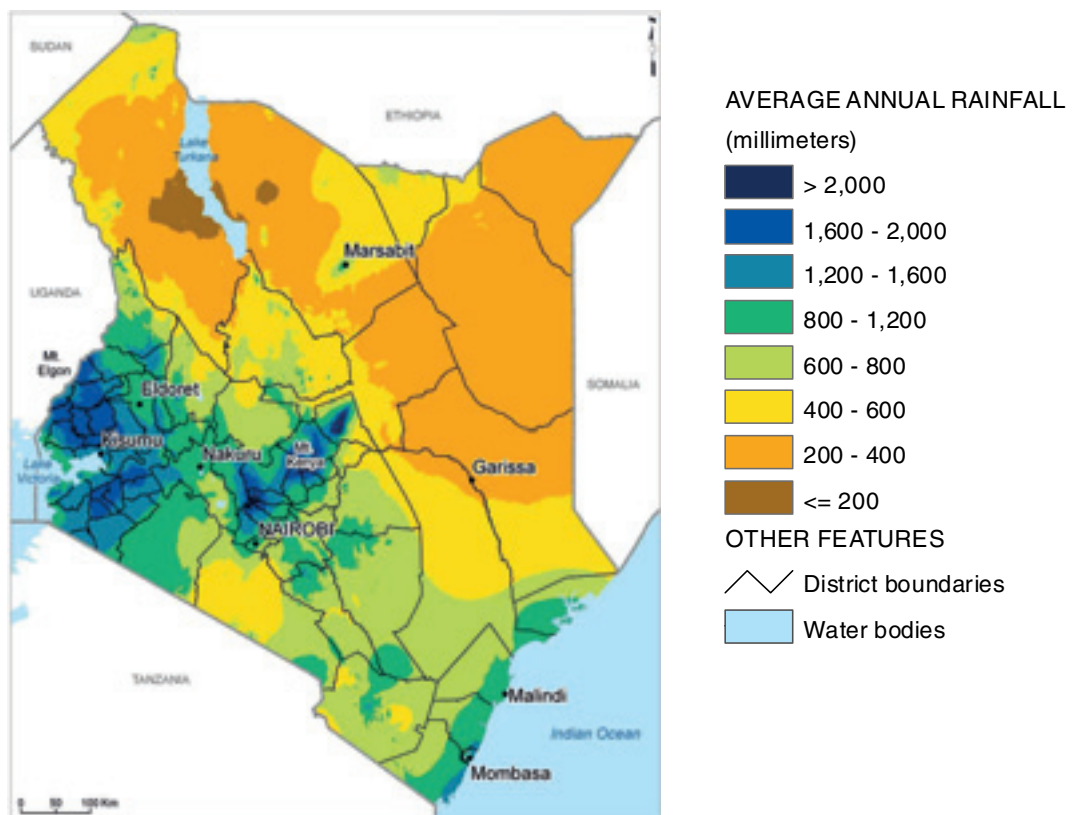 SUDAN
ETHIOPIA
Lake
Turkana
Marsabit
UGANDA
Mt.
Elgon
Eldoret
SOMALIA
Kisumu
Nakuru
Mt.
Kenya
Lake
Victoria
Garissa
NAIROBI
TANZANIA
Malindi
Indian Ocean
Mombasa
0 50 100 Km
AVERAGE ANNUAL RAINFALL
(millimeters)
> 2,000
1,600 - 2,000
1,200 - 1,600
800 - 1,200
600 - 800
400 - 600
200 - 400
<= 200
OTHER FEATURES
District boundaries
Water bodies